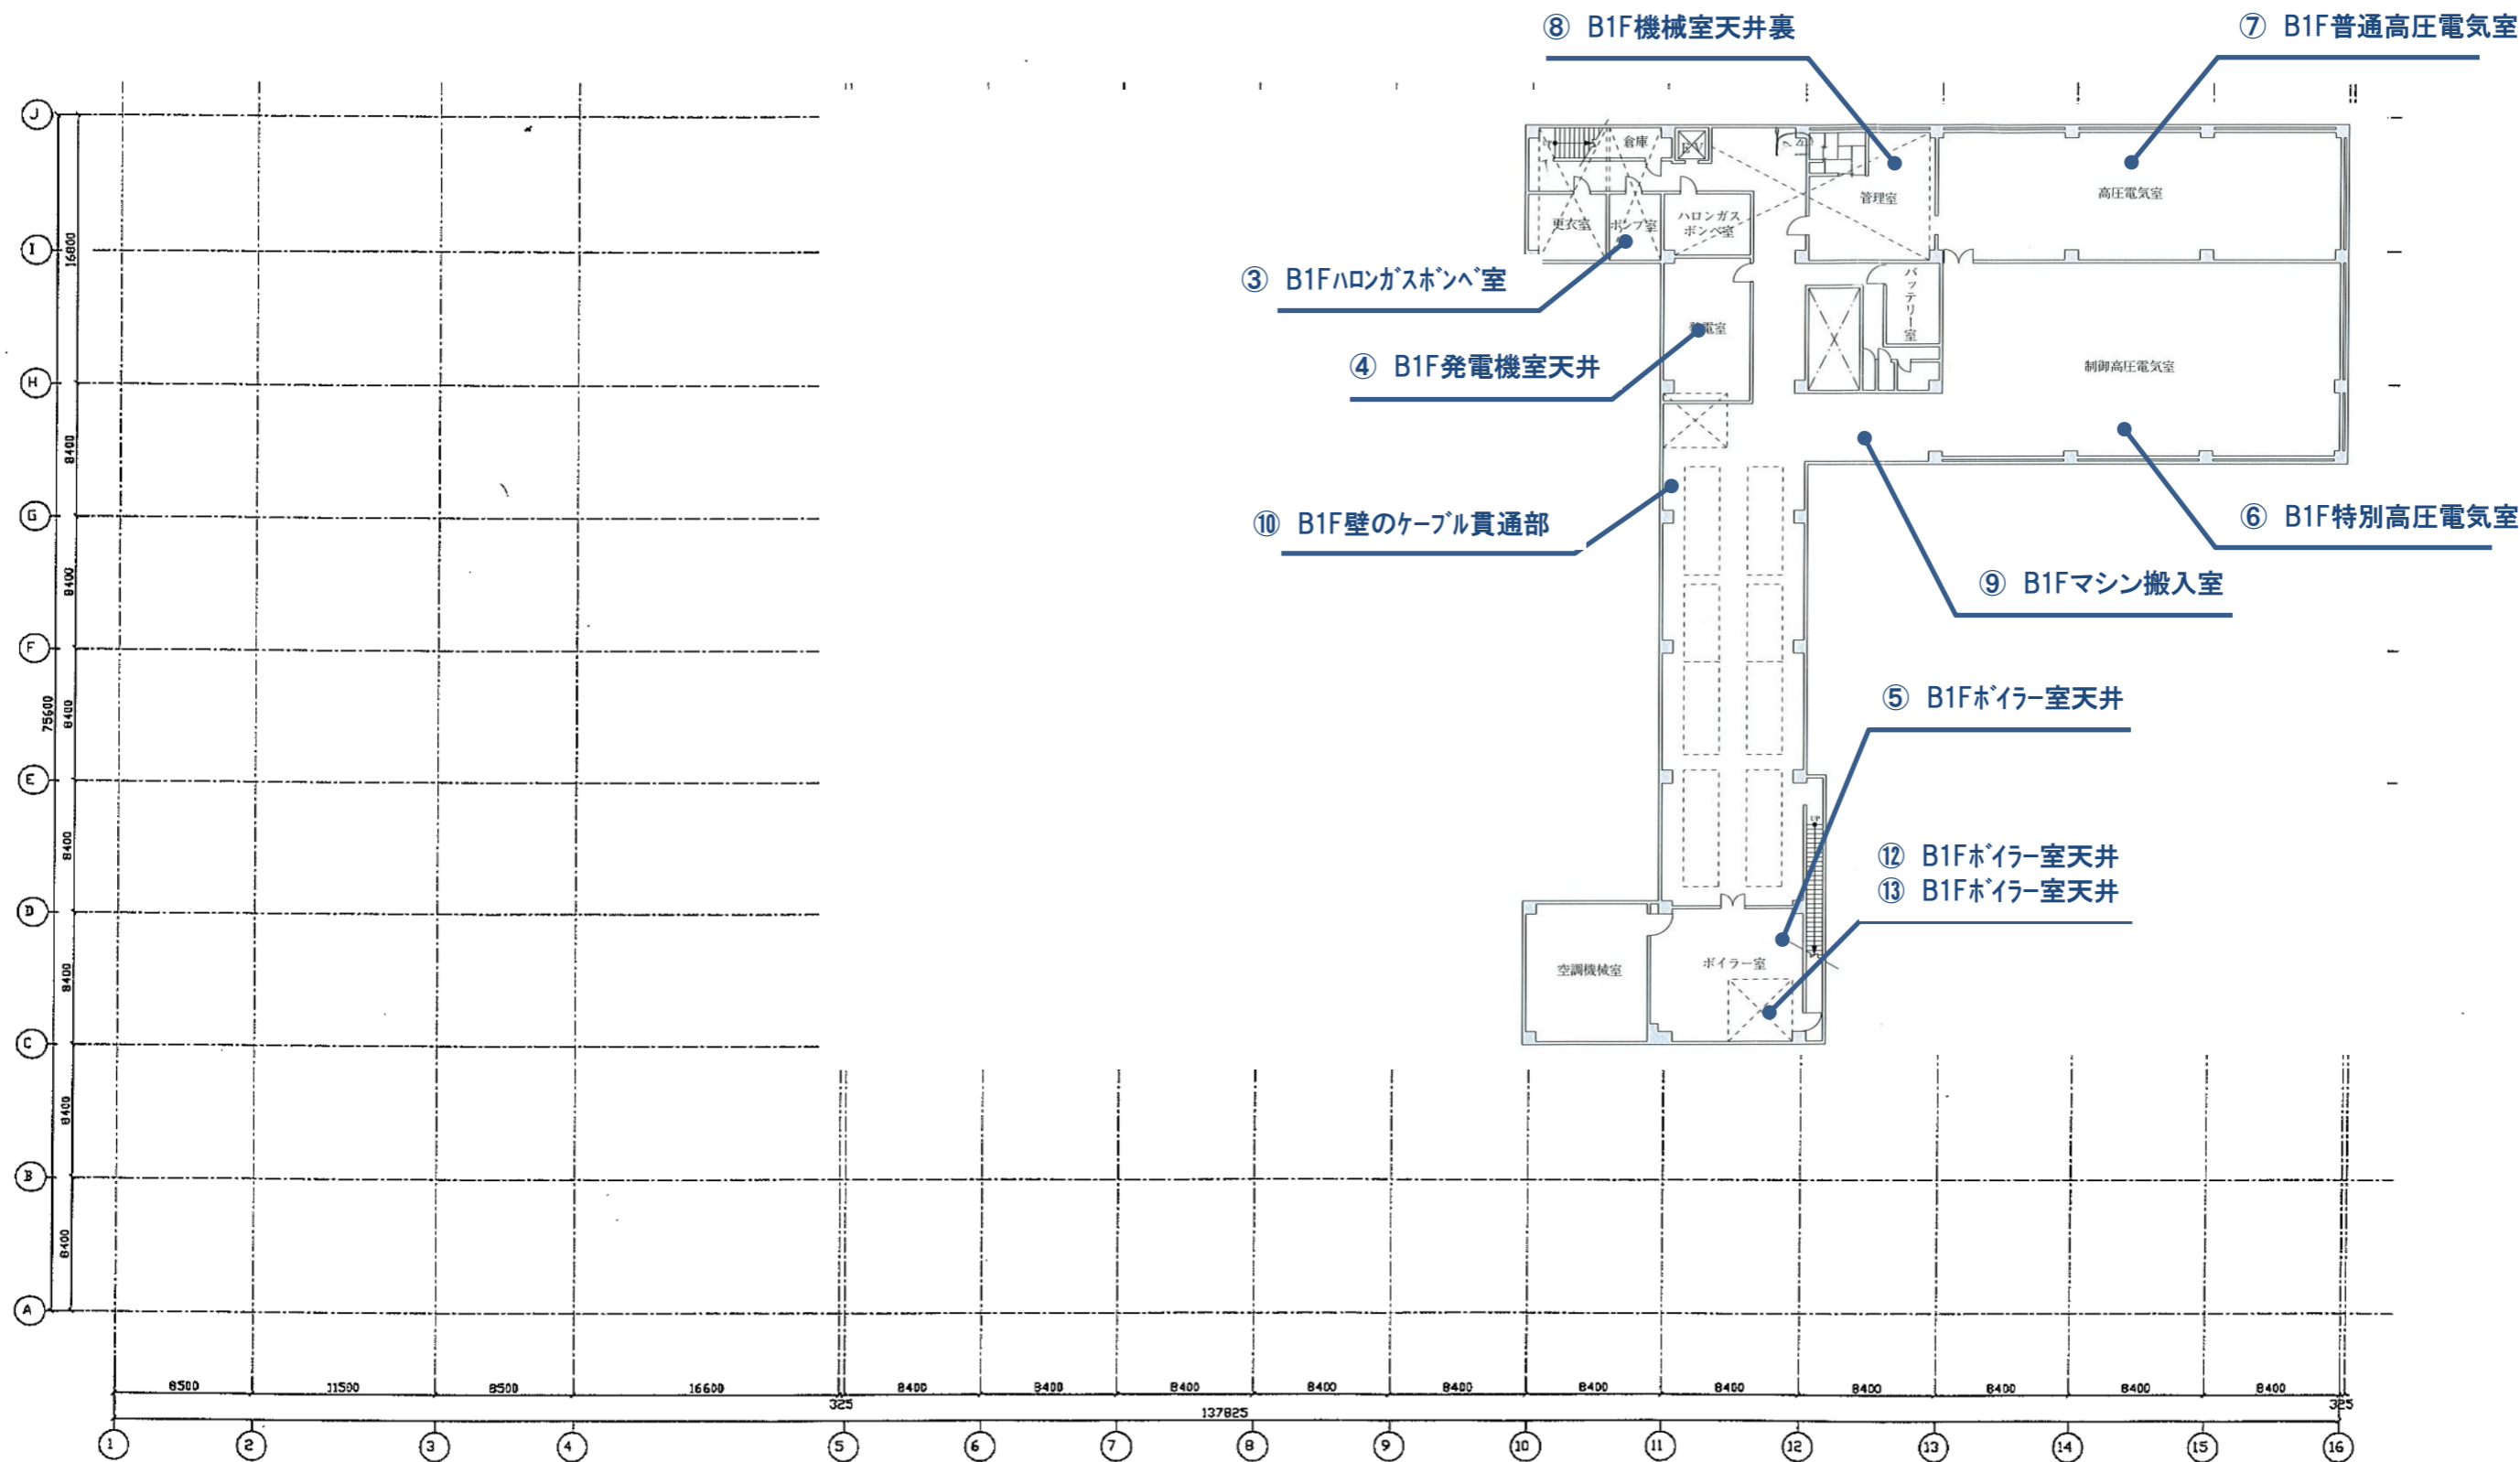 ⑧ B1F機械室天井裏
⑦ B1F普通高圧電気室
J
倉庫
EV
管理室
高圧電気室
更衣室
ポンプ室
ハロンガス
ボンベ室
I
16800
③ B1Fﾊﾛﾝｶﾞｽﾎﾞﾝﾍﾞ室
バッテリー室
④ B1F発電機室天井
制御高圧電気室
H
8400
G
⑩ B1F壁のｹｰﾌﾞﾙ貫通部
⑥ B1F特別高圧電気室
8400
⑨ B1Fマシン搬入室
F
75600
8400
⑤ B1Fﾎﾞｲﾗｰ室天井
E
8400
UP
⑫ B1Fﾎﾞｲﾗｰ室天井
⑬ B1Fﾎﾞｲﾗｰ室天井
D
8400
空調機械室
ボイラー室
C
8400
B
8400
A
8500 11500 8500 16600 325 8400 8400 8400 8400 8400 8400 8400 8400 8400 8400 8400 325
137825
1 2 3 4 5 6 7 8 9 10 11 12 13 14 15 16